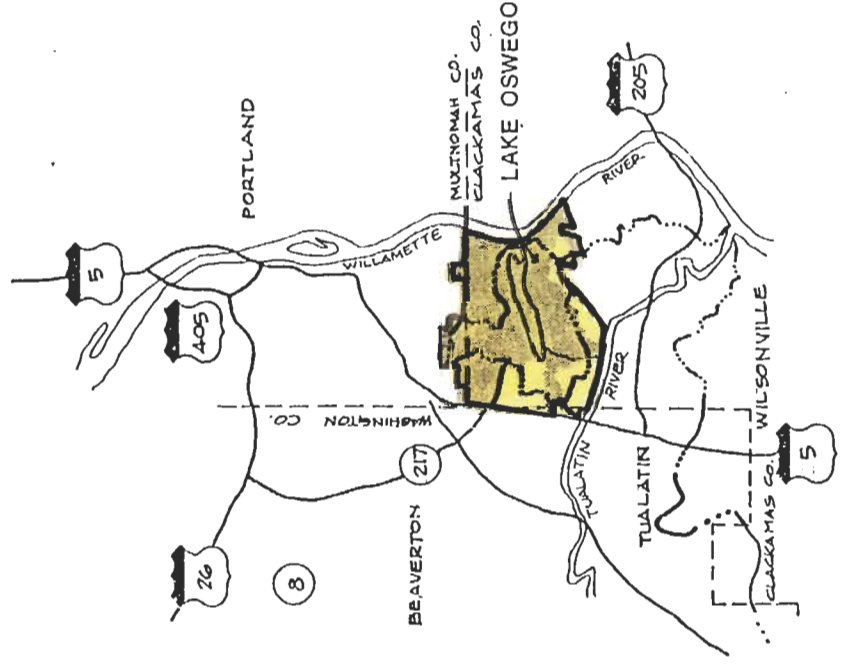 5
405
26
8
217
PORTLAND
WILLAMETTE
MULTNOMAH CO.
CLACKAMAS CO.
LAKE OSWEGO
205
RIVER
WASHINGTON CO.
BEAVERTON
TUALATIN
RIVER
TUALATIN
WILSONVILLE
CLACKAMAS CO.
5